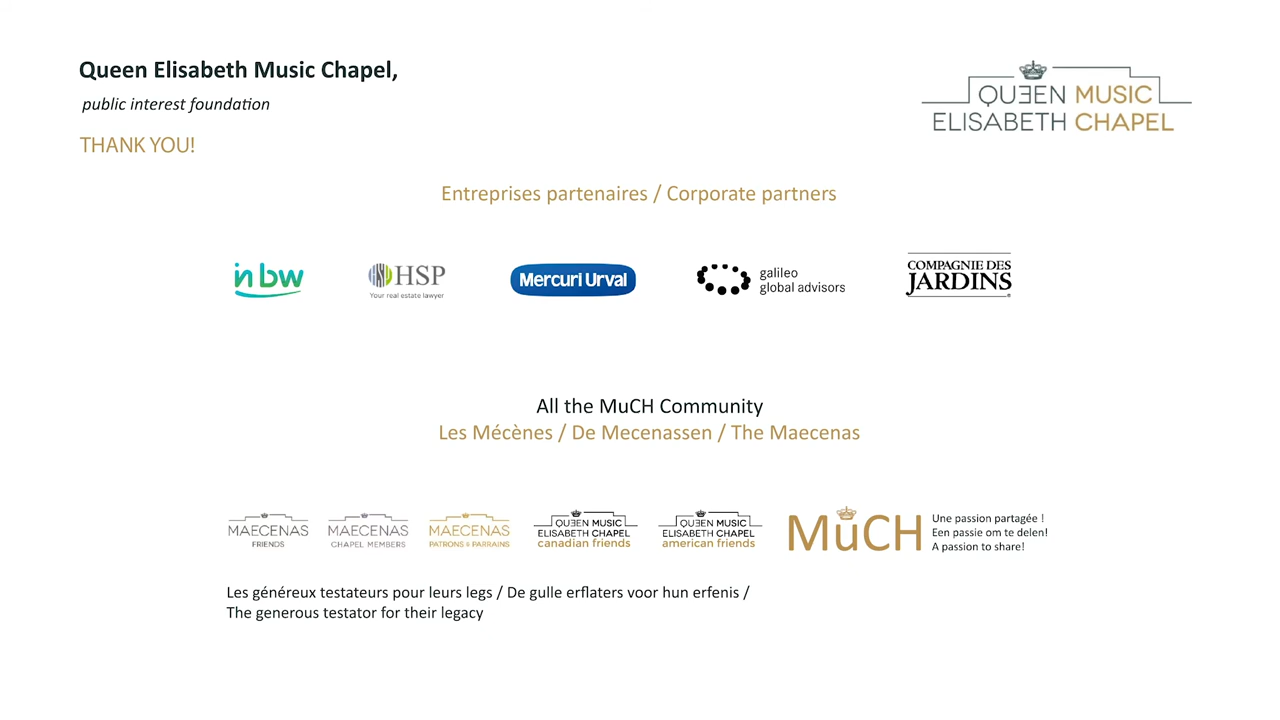 Queen Elisabeth Music Chapel,
public interest foundation
THANK YOU!
QUEEN MUSIC
ELISABETH CHAPEL
Entreprises partenaires / Corporate partners
in bw
HSP
Your real estate lawyer
Mercuri Urval
galileo
global advisors
COMPAGNIE DES
JARDINS
All the MuCH Community
Les Mécènes / De Mecenassen / The Maecenas
MAECENAS
FRIENDS
MAECENAS
CHAPEL MEMBERS
MAECENAS
PATRONS & PARRAINS
QUEEN MUSIC
ELISABETH CHAPEL
canadian friends
QUEEN MUSIC
ELISABETH CHAPEL
american friends
MuCH
Une passion partagée !
Een passie om te delen!
A passion to share!
Les généreux testateurs pour leurs legs / De gulle erflaters voor hun erfenis /
The generous testator for their legacy